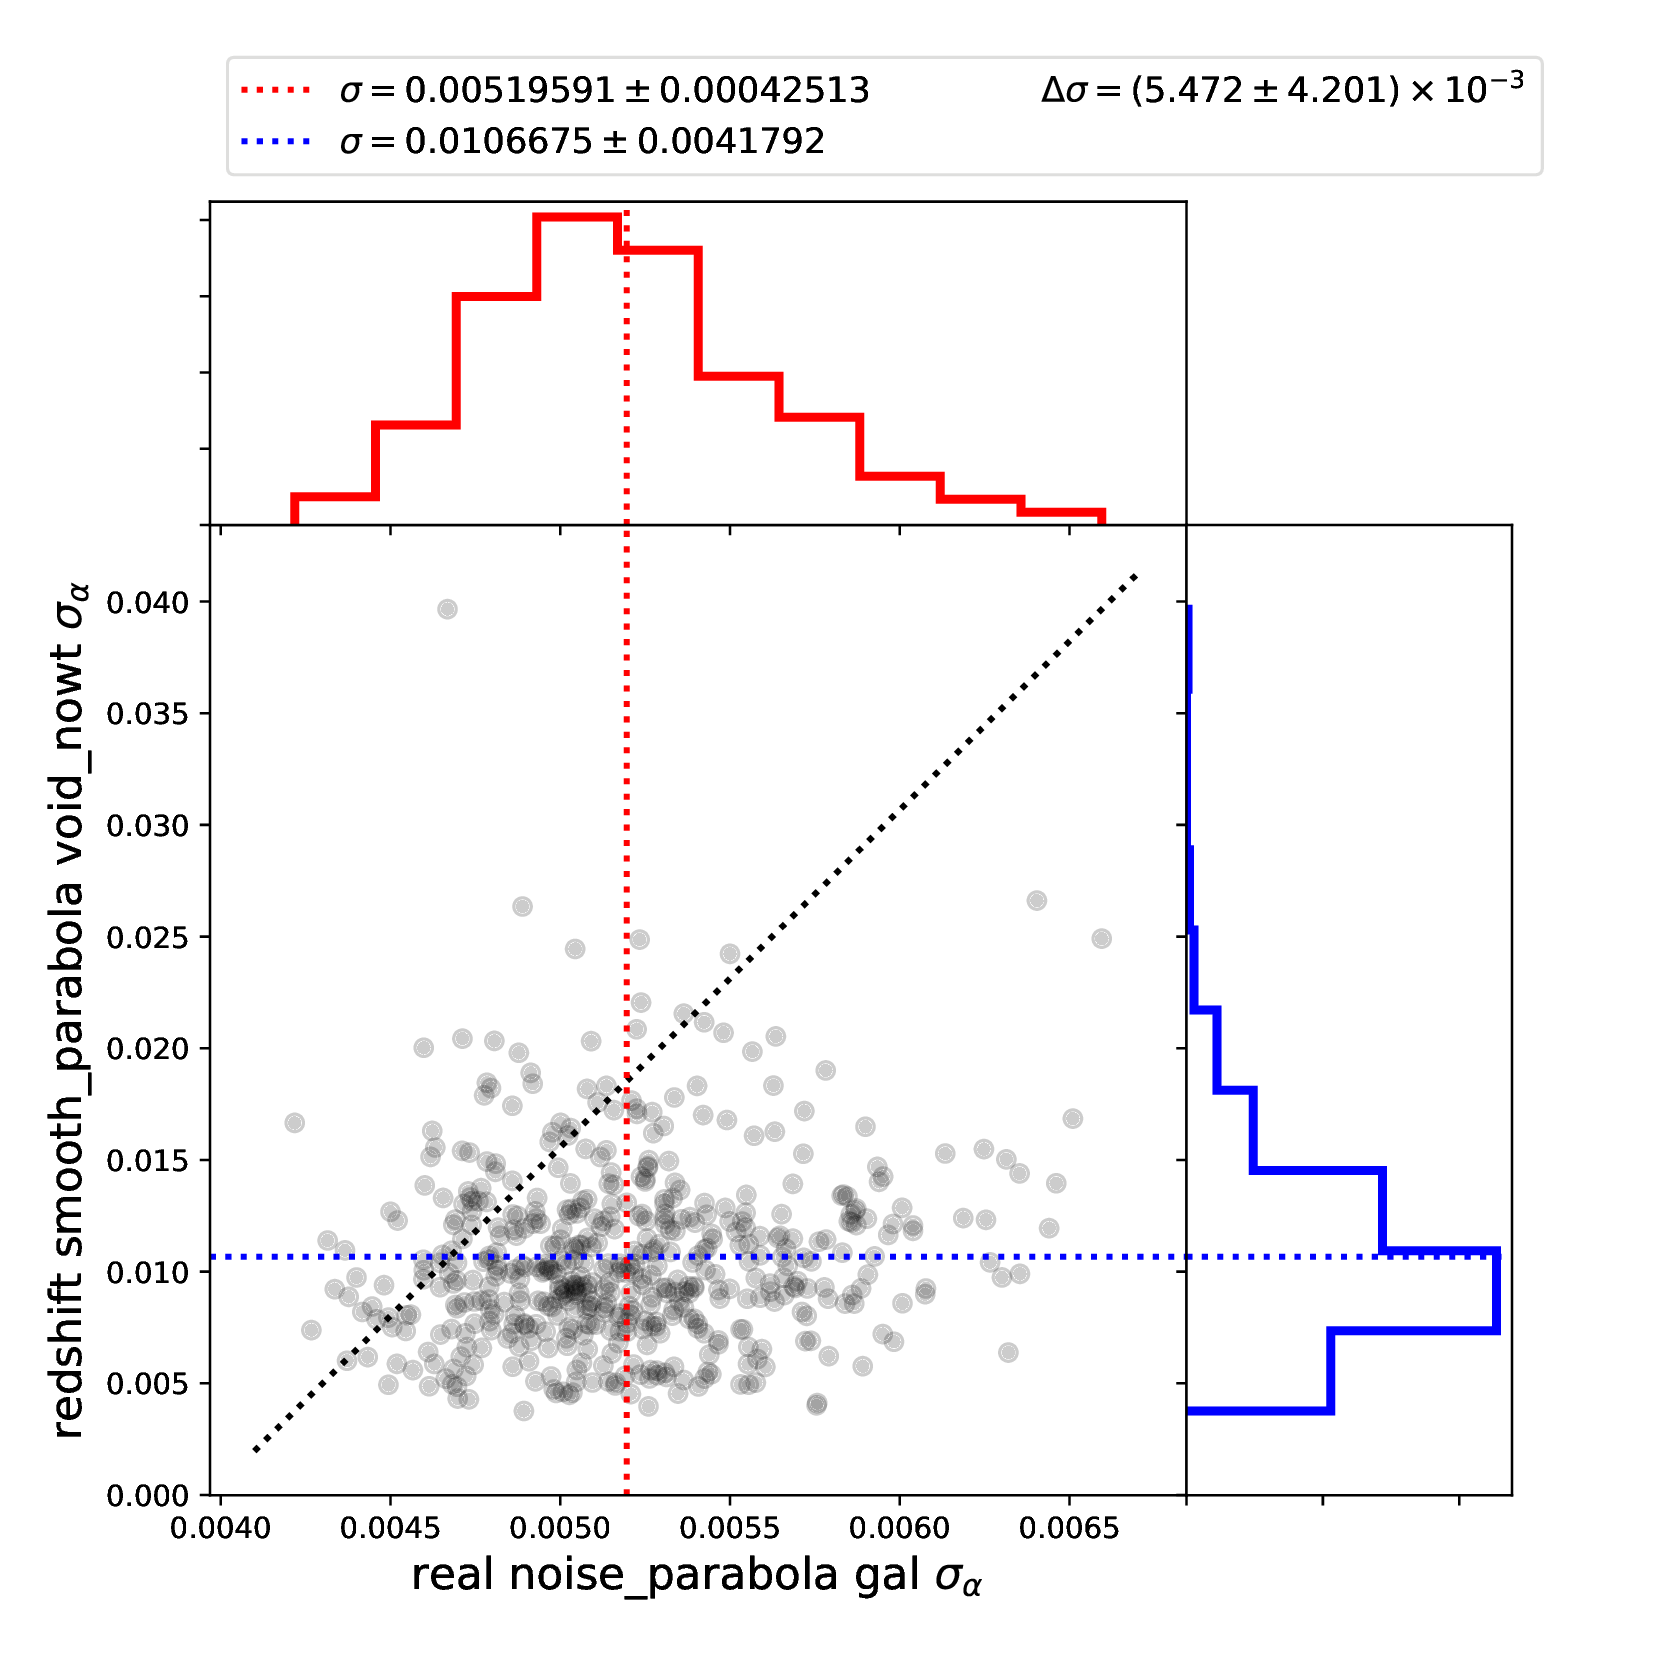 σ = 0.00519591 ± 0.00042513
σ = 0.0106675 ± 0.0041792
Δσ = (5.472 ± 4.201) × 10⁻³
redshift smooth_parabola void_nowt σ_α
0.040
0.035
0.030
0.025
0.020
0.015
0.010
0.005
0.000
0.0040 0.0045 0.0050 0.0055 0.0060 0.0065
real noise_parabola gal σ_α